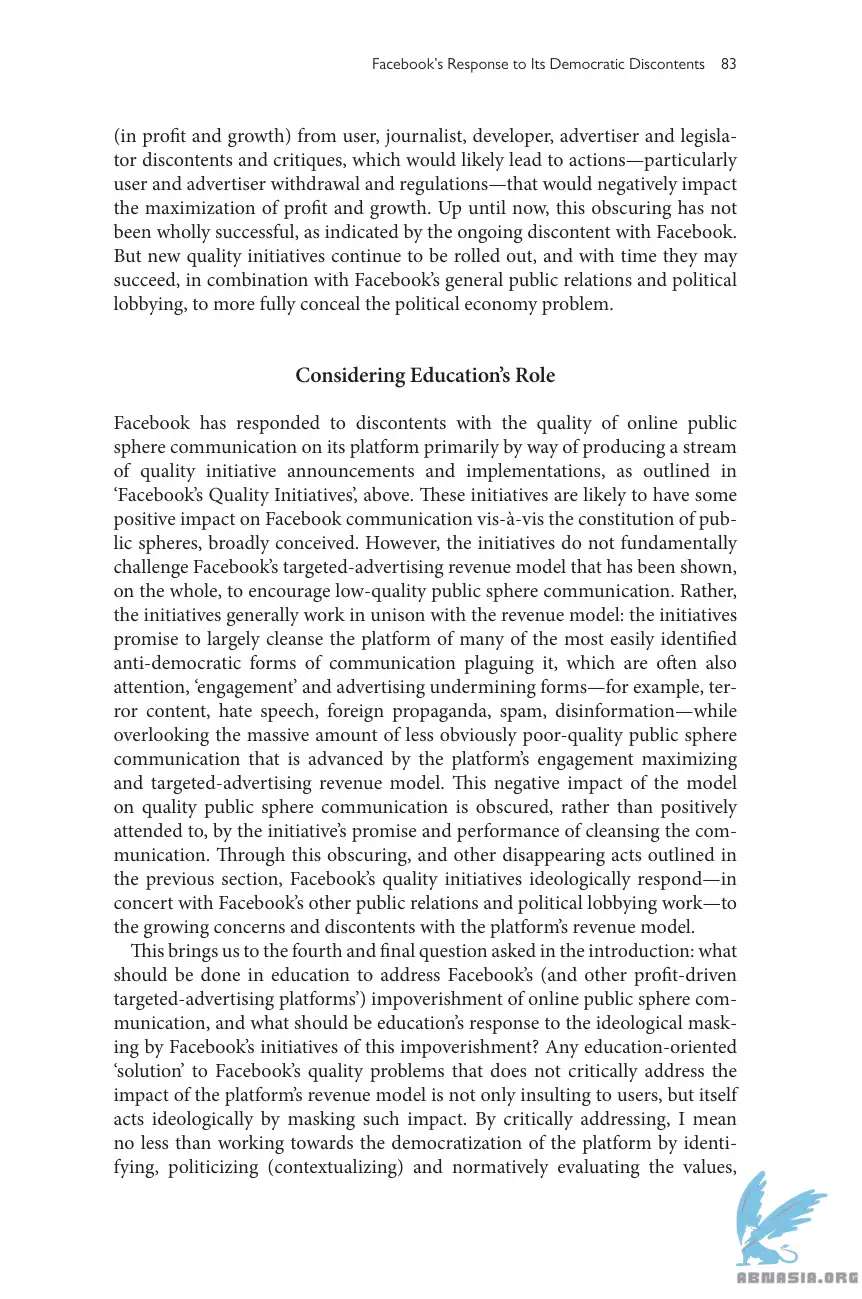 Facebook’s Response to Its Democratic Discontents 83
(in profit and growth) from user, journalist, developer, advertiser and legisla-
tor discontents and critiques, which would likely lead to actions—particularly
user and advertiser withdrawal and regulations—that would negatively impact
the maximization of profit and growth. Up until now, this obscuring has not
been wholly successful, as indicated by the ongoing discontent with Facebook.
But new quality initiatives continue to be rolled out, and with time they may
succeed, in combination with Facebook’s general public relations and political
lobbying, to more fully conceal the political economy problem.
Considering Education’s Role
Facebook has responded to discontents with the quality of online public
sphere communication on its platform primarily by way of producing a stream
of quality initiative announcements and implementations, as outlined in
‘Facebook’s Quality Initiatives’, above. These initiatives are likely to have some
positive impact on Facebook communication vis-à-vis the constitution of pub-
lic spheres, broadly conceived. However, the initiatives do not fundamentally
challenge Facebook’s targeted-advertising revenue model that has been shown,
on the whole, to encourage low-quality public sphere communication. Rather,
the initiatives generally work in unison with the revenue model: the initiatives
promise to largely cleanse the platform of many of the most easily identified
anti-democratic forms of communication plaguing it, which are often also
attention, ‘engagement’ and advertising undermining forms—for example, ter-
ror content, hate speech, foreign propaganda, spam, disinformation—while
overlooking the massive amount of less obviously poor-quality public sphere
communication that is advanced by the platform’s engagement maximizing
and targeted-advertising revenue model. This negative impact of the model
on quality public sphere communication is obscured, rather than positively
attended to, by the initiative’s promise and performance of cleansing the com-
munication. Through this obscuring, and other disappearing acts outlined in
the previous section, Facebook’s quality initiatives ideologically respond—in
concert with Facebook’s other public relations and political lobbying work—to
the growing concerns and discontents with the platform’s revenue model.
This brings us to the fourth and final question asked in the introduction: what
should be done in education to address Facebook’s (and other profit-driven
targeted-advertising platforms’) impoverishment of online public sphere com-
munication, and what should be education’s response to the ideological mask-
ing by Facebook’s initiatives of this impoverishment? Any education-oriented
‘solution’ to Facebook’s quality problems that does not critically address the
impact of the platform’s revenue model is not only insulting to users, but itself
acts ideologically by masking such impact. By critically addressing, I mean
no less than working towards the democratization of the platform by identi-
fying, politicizing (contextualizing) and normatively evaluating the values,
ABNASIA.ORG